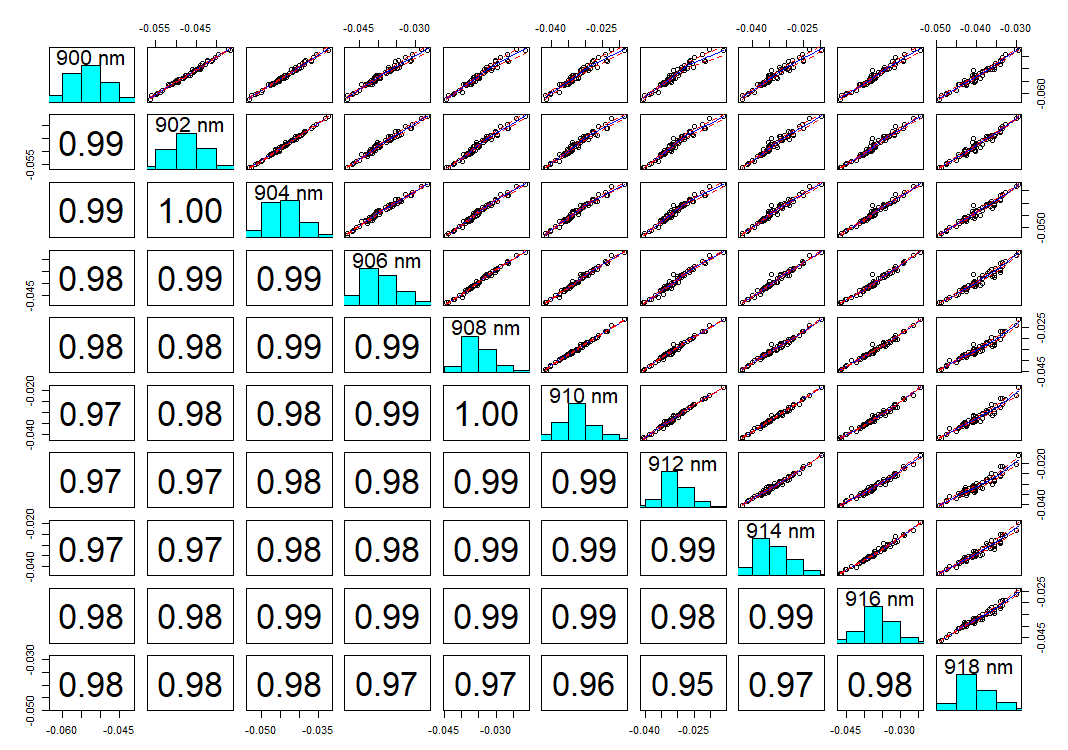 -0.055 -0.045 -0.040 -0.025 -0.040 -0.025 -0.040 -0.025 -0.050 -0.040 -0.030
900 nm
-0.060
0.99 902 nm
-0.055
0.99 1.00 904 nm
-0.050
0.98 0.99 0.99 906 nm
-0.045
0.98 0.98 0.99 0.99 908 nm
-0.045 -0.025
0.97 0.98 0.98 0.99 1.00 910 nm
-0.040 -0.020
0.97 0.97 0.98 0.98 0.99 0.99 912 nm
-0.040 -0.020
0.97 0.97 0.98 0.98 0.99 0.99 0.99 914 nm
-0.040 -0.020
0.98 0.98 0.99 0.99 0.99 0.99 0.98 0.99 916 nm
-0.045 -0.025
0.98 0.98 0.98 0.97 0.97 0.96 0.95 0.97 0.98 918 nm
-0.050 -0.030
-0.060 -0.045 -0.050 -0.035 -0.045 -0.030 -0.040 -0.025 -0.045 -0.030